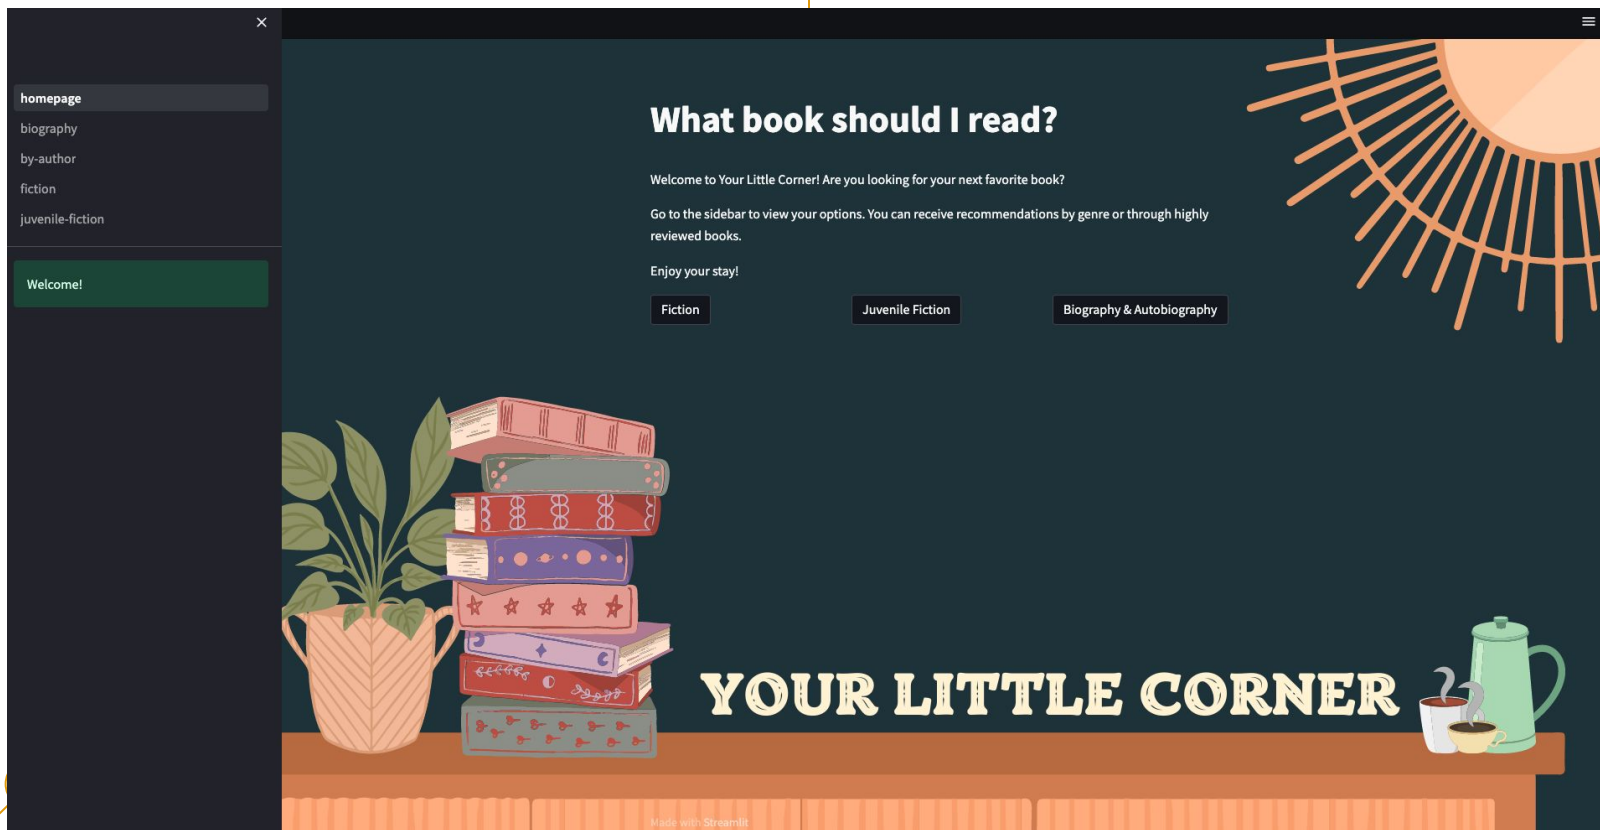 homepage
biography
by-author
fiction
juvenile-fiction
Welcome!
What book should I read?
Welcome to Your Little Corner! Are you looking for your next favorite book?
Go to the sidebar to view your options. You can receive recommendations by genre or through highly
reviewed books.
Enjoy your stay!
Fiction
Juvenile Fiction
Biography & Autobiography
YOUR LITTLE CORNER
Made with Streamlit